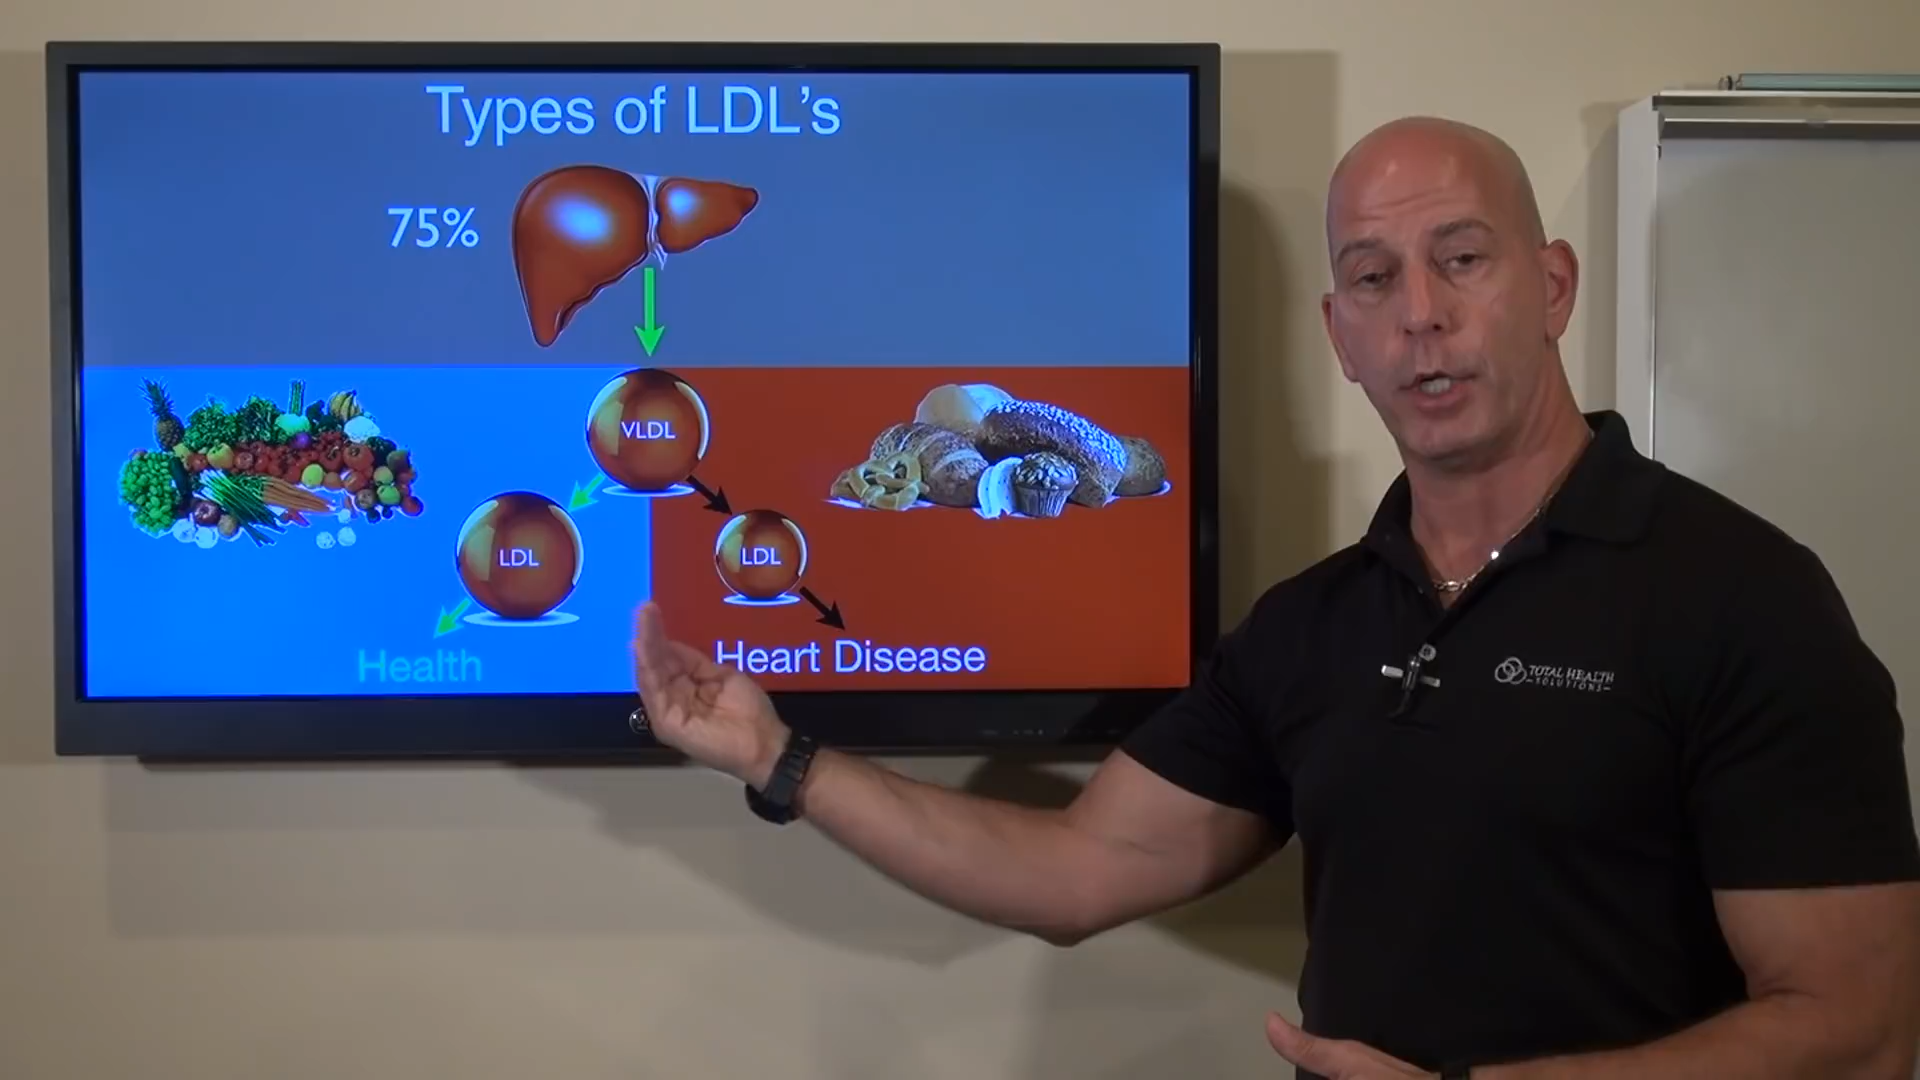 Types of LDL's
75%
VLDL
LDL
LDL
Health
Heart Disease
TOTAL HEALTH
SOLUTIONS